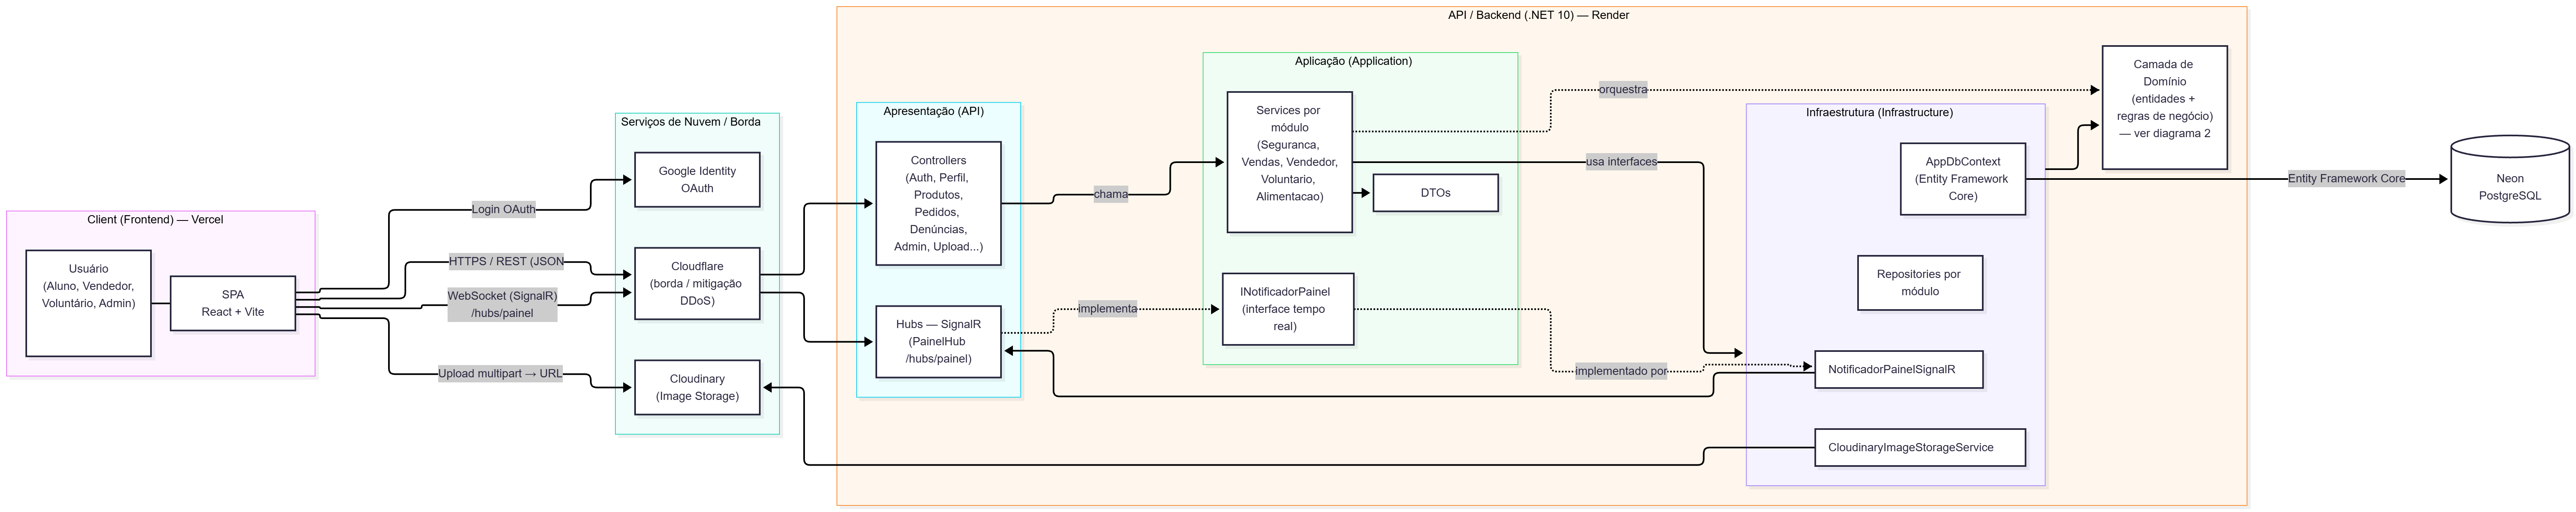 API / Backend (.NET 10) — Render
Client (Frontend) — Vercel
Usuário
(Aluno, Vendedor,
Voluntário, Admin)
SPA
React + Vite
Login OAuth
HTTPS / REST (JSON
WebSocket (SignalR)
/hubs/painel
Upload multipart → URL
Serviços de Nuvem / Borda
Google Identity
OAuth
Cloudflare
(borda / mitigação
DDoS)
Cloudinary
(Image Storage)
Apresentação (API)
Controllers
(Auth, Perfil,
Produtos,
Pedidos,
Denúncias,
Admin, Upload...)
Hubs — SignalR
(PainelHub
/hubs/painel)
chama
implementa
Aplicação (Application)
Services por
módulo
(Seguranca,
Vendas, Vendedor,
Voluntario,
Alimentacao)
DTOs
INotificadorPainel
(interface tempo
real)
orquestra
usa interfaces
implementado por
Infraestrutura (Infrastructure)
AppDbContext
(Entity Framework
Core)
Repositories por
módulo
NotificadorPainelSignalR
CloudinaryImageStorageService
Camada de
Domínio
(entidades +
regras de negócio)
— ver diagrama 2
Entity Framework Core
Neon
PostgreSQL